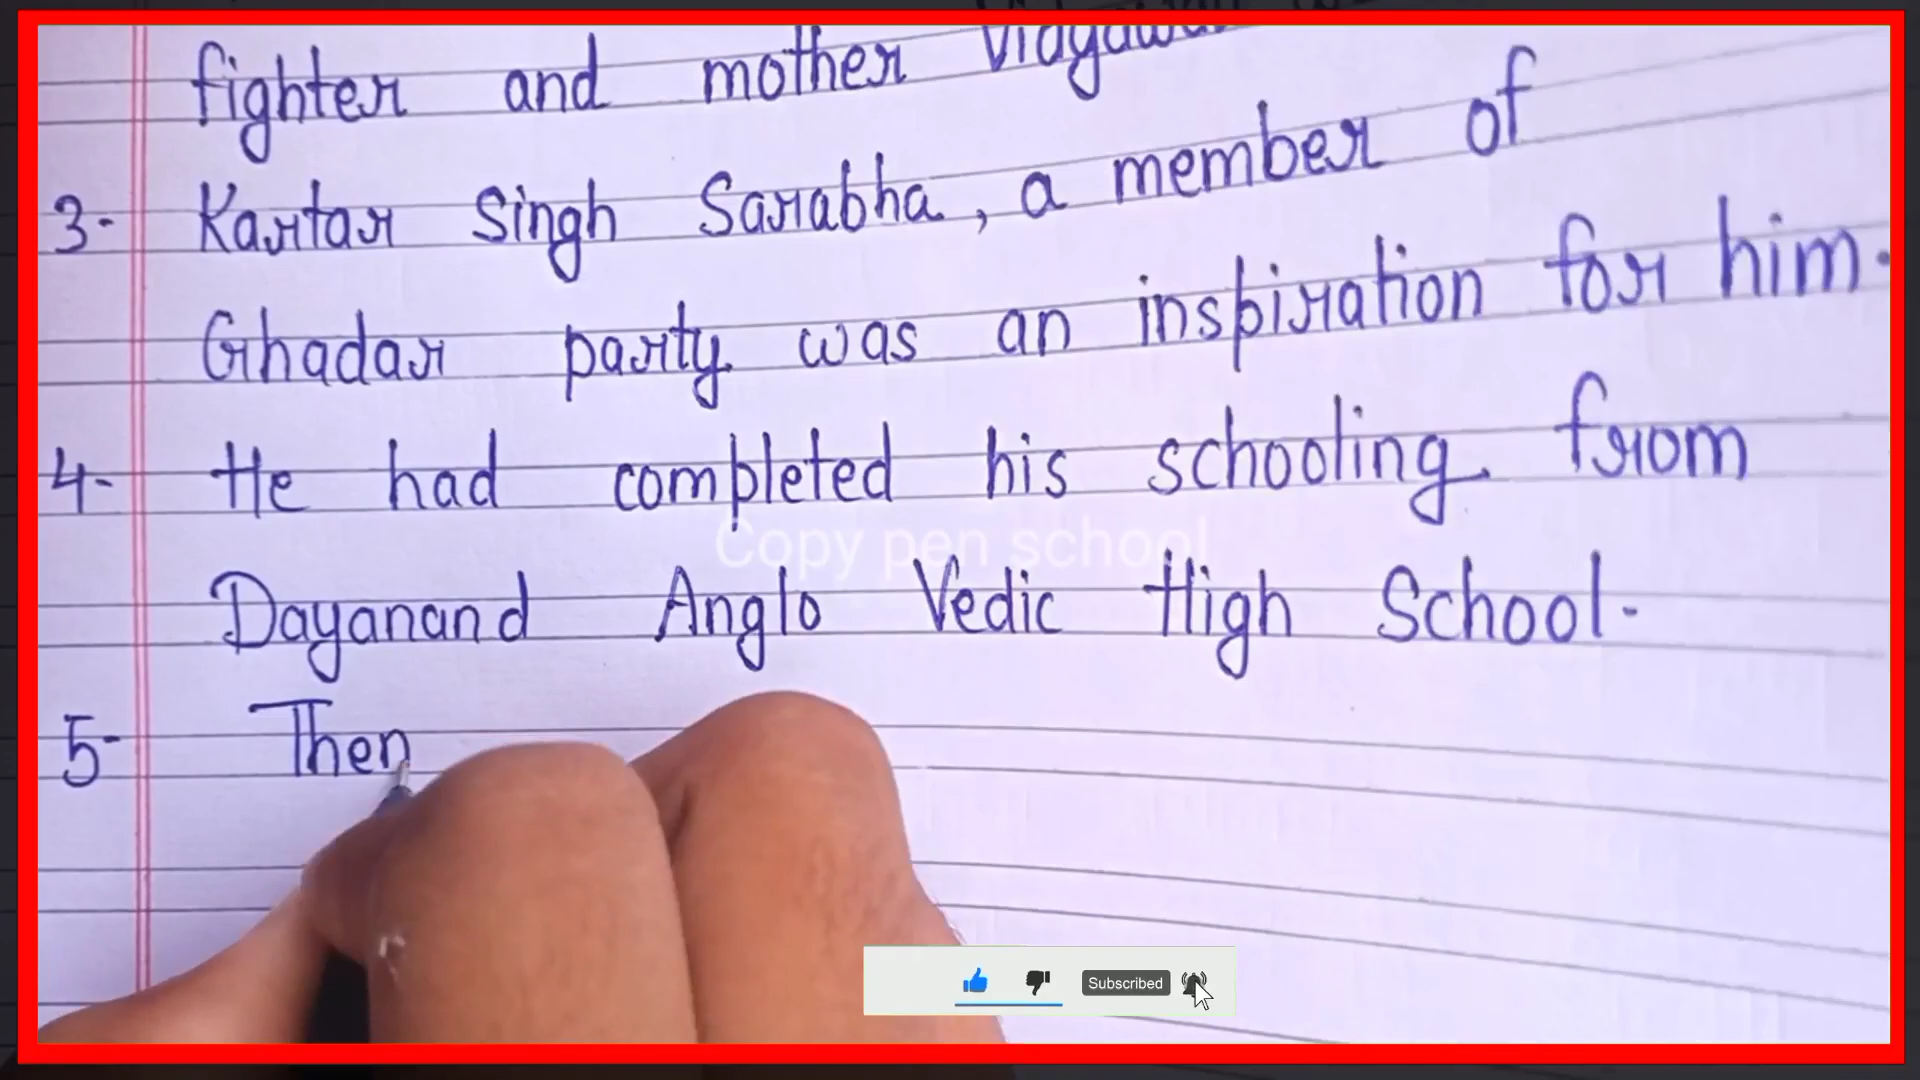 fighter and mother
3- Kartar Singh Sarabha, a member of
Ghadar party was an inspiration for him.
4- He had completed his schooling from
Copy pen school
Dayanand Anglo Vedic High School.
5- Then
Subscribed